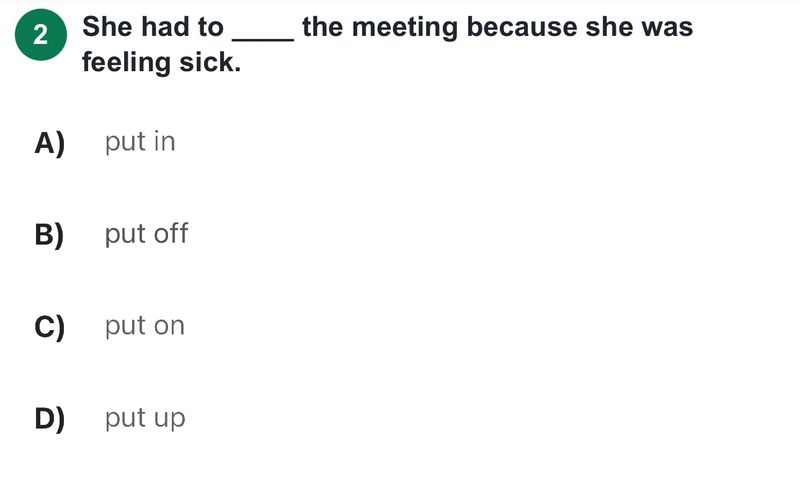 2 She had to ____ the meeting because she was
feeling sick.
A) put in
B) put off
C) put on
D) put up